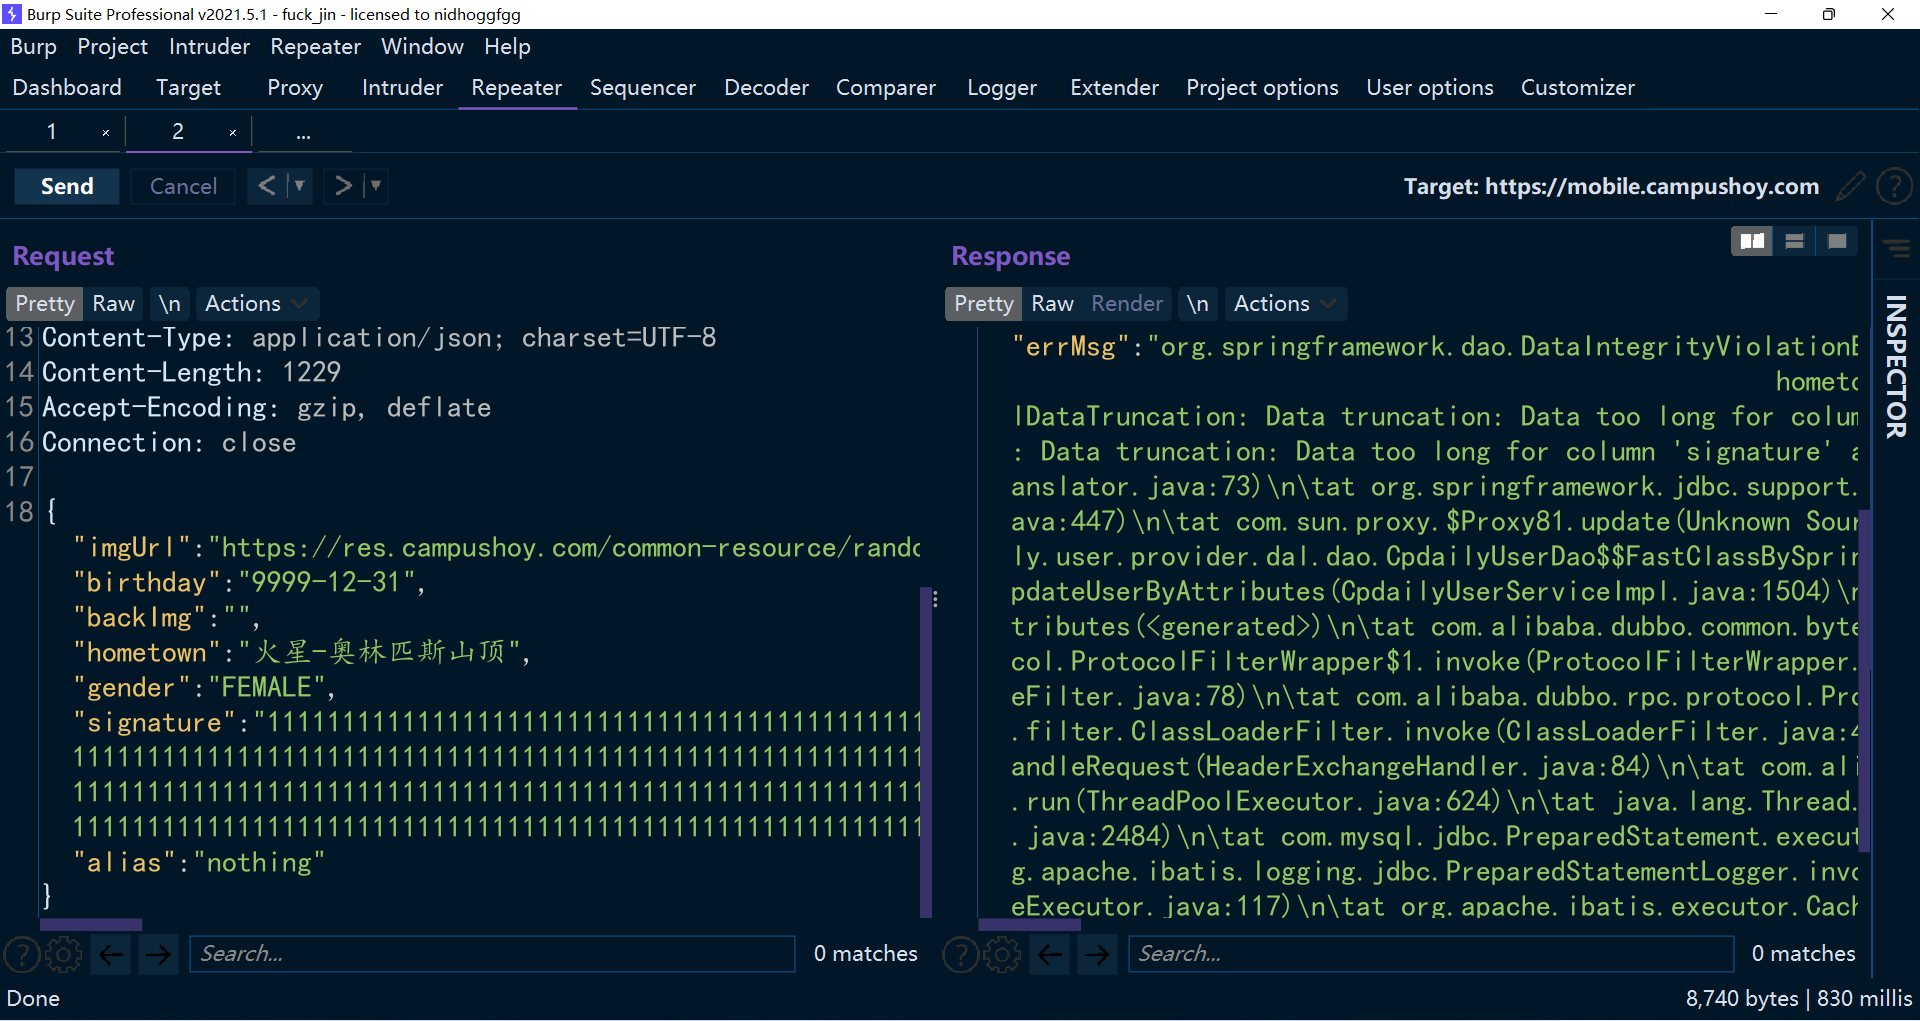 Burp Suite Professional v2021.5.1 - fuck_jin - licensed to nidhoggfgg
Burp Project Intruder Repeater Window Help
Dashboard Target Proxy Intruder Repeater Sequencer Decoder Comparer Logger Extender Project options User options Customizer
1 × 2 × ...
Send Cancel < ▼ > ▼ Target: https://mobile.campushoy.com ?
Request
Pretty Raw \n Actions
13 Content-Type: application/json; charset=UTF-8
14 Content-Length: 1229
15 Accept-Encoding: gzip, deflate
16 Connection: close
17
18 {
"imgUrl":"https://res.campushoy.com/common-resource/rando
"birthday":"9999-12-31",
"backImg":"",
"hometown":"火星-奥林匹斯山顶",
"gender":"FEMALE",
"signature":"11111111111111111111111111111111111111111111
111111111111111111111111111111111111111111111111111111111
111111111111111111111111111111111111111111111111111111111
111111111111111111111111111111111111111111111111111111111
"alias":"nothing"
}
? Search... 0 matches
Response
Pretty Raw Render \n Actions
"errMsg":"org.springframework.dao.DataIntegrityViolationE
hometo
lDataTruncation: Data truncation: Data too long for colum
: Data truncation: Data too long for column 'signature' a
anslator.java:73)\n\tat org.springframework.jdbc.support.
ava:447)\n\tat com.sun.proxy.$Proxy81.update(Unknown Sour
ly.user.provider.dal.dao.CpdailyUserDao$$FastClassBySprin
pdateUserByAttributes(CpdailyUserServiceImpl.java:1504)\n
tributes(<generated>)\n\tat com.alibaba.dubbo.common.byte
col.ProtocolFilterWrapper$1.invoke(ProtocolFilterWrapper.
eFilter.java:78)\n\tat com.alibaba.dubbo.rpc.protocol.Pro
.filter.ClassLoaderFilter.invoke(ClassLoaderFilter.java:4
andleRequest(HeaderExchangeHandler.java:84)\n\tat com.ali
.run(ThreadPoolExecutor.java:624)\n\tat java.lang.Thread.
.java:2484)\n\tat com.mysql.jdbc.PreparedStatement.execut
g.apache.ibatis.logging.jdbc.PreparedStatementLogger.invo
eExecutor.java:117)\n\tat org.apache.ibatis.executor.Cach
? Search... 0 matches
INSPECTOR
Done
8,740 bytes | 830 millis